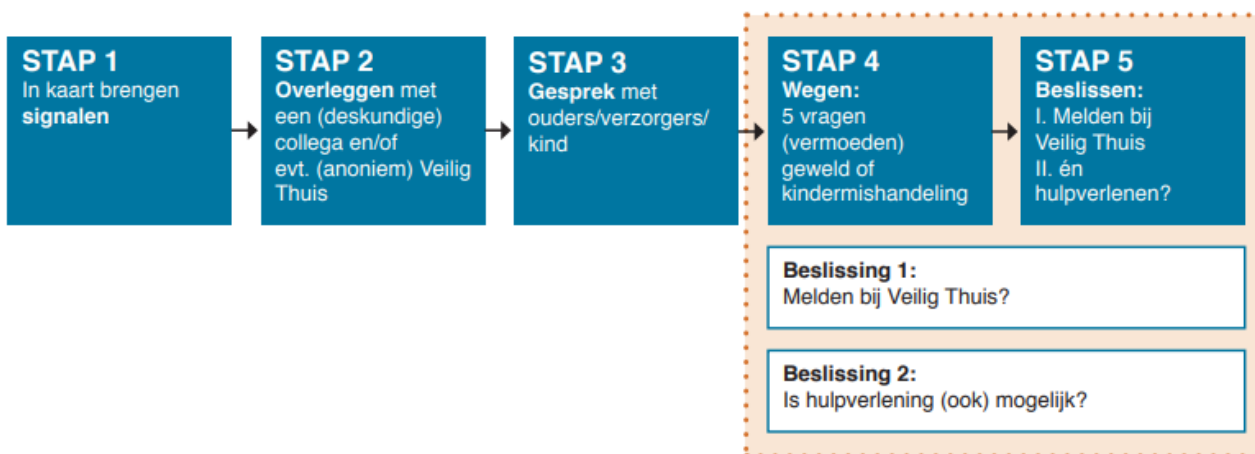 STAP 1
In kaart brengen
signalen
STAP 2
Overleggen met
een (deskundige)
collega en/of
evt. (anoniem) Veilig
Thuis
STAP 3
Gesprek met
ouders/verzorgers/
kind
STAP 4
Wegen:
5 vragen
(vermoeden)
geweld of
kindermishandeling
STAP 5
Beslissen:
I. Melden bij
Veilig Thuis
II. én
hulpverlenen?
Beslissing 1:
Melden bij Veilig Thuis?
Beslissing 2:
Is hulpverlening (ook) mogelijk?